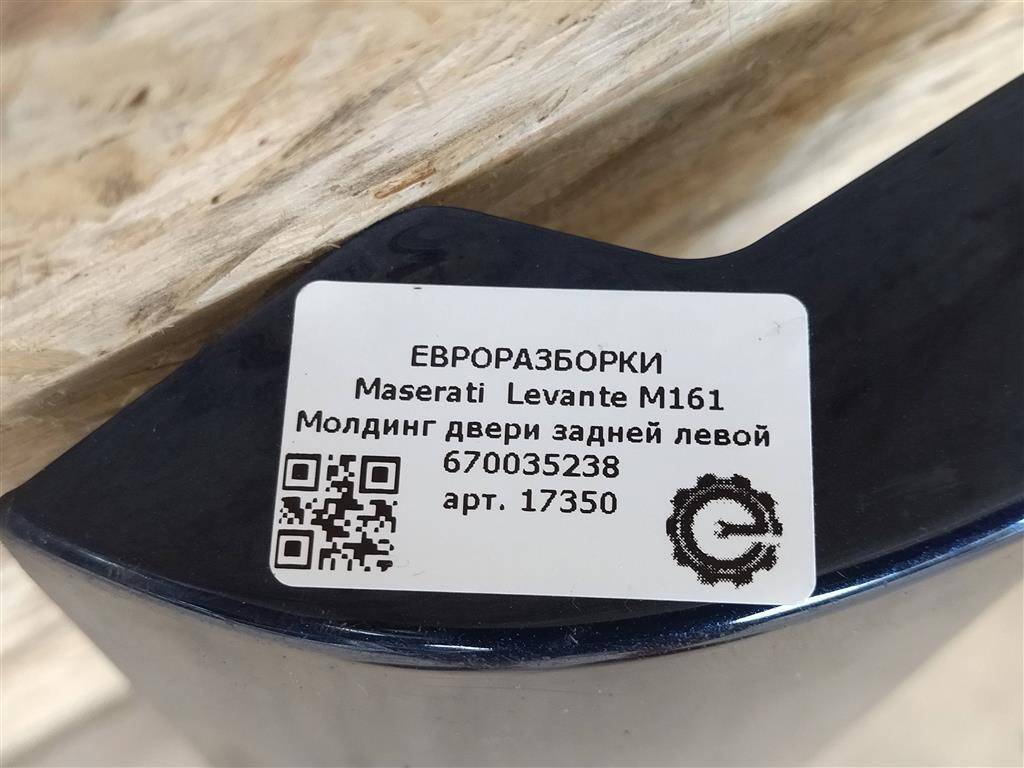 ЕВРОРАЗБОРКИ
Maserati Levante M161
Молдинг двери задней левой
670035238
арт. 17350